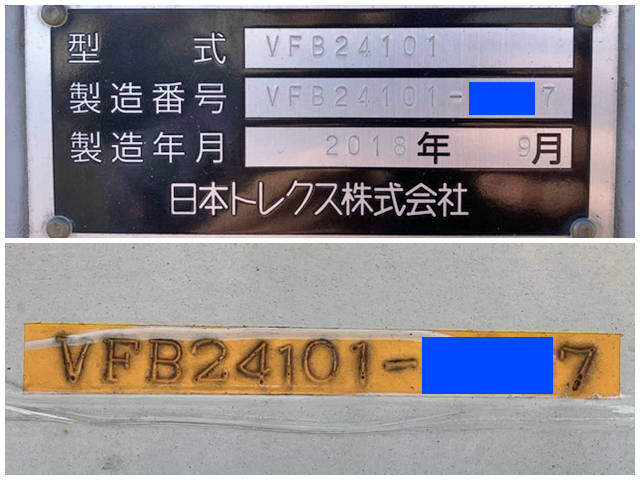 型式 VFB24101
製造番号 VFB24101- 7
製造年月 2018年 9月
日本トレクス株式会社
VFB24101- 7